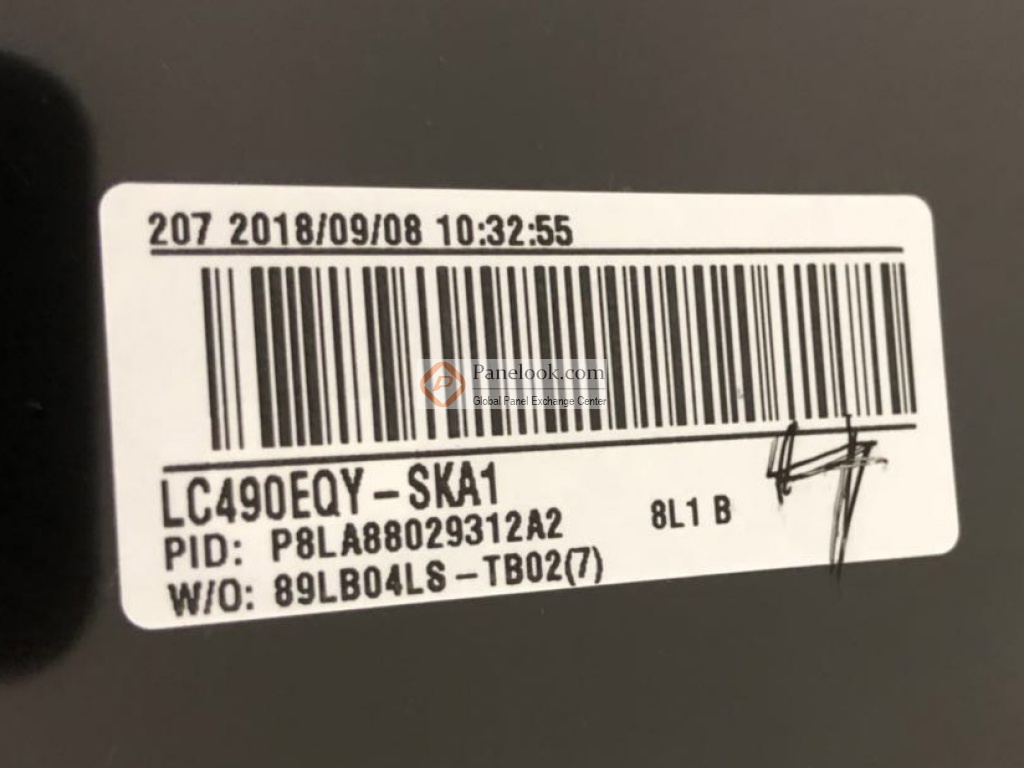 207 2018/09/08 10:32:55
Panelook.com
Global Panel Exchange Center
LC490EQY-SKA1
PID: P8LA88029312A2
8L1 B
W/O: 89LB04LS-TB02(7)